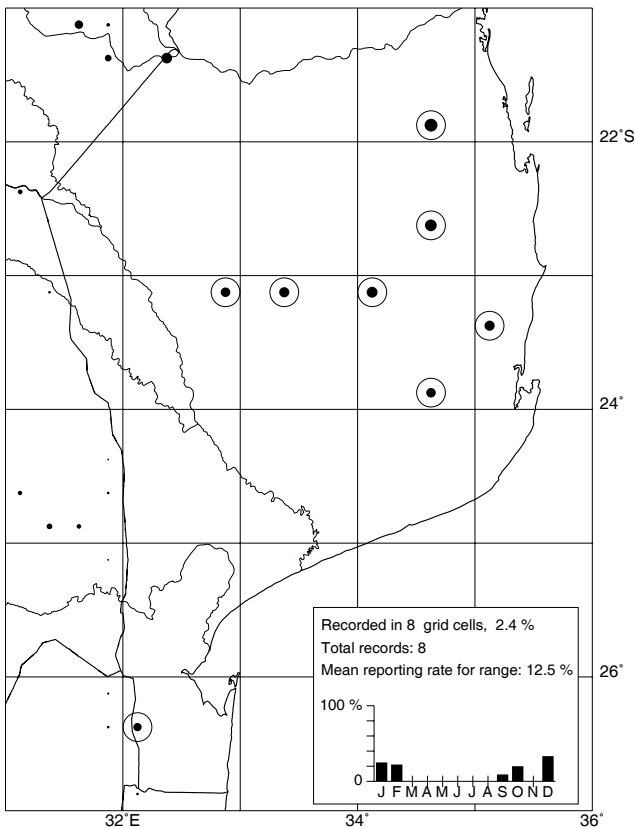 22˚S
24˚
Recorded in 8 grid cells, 2.4 %
Total records: 8
Mean reporting rate for range: 12.5 %
26˚
100 %
0
J F M A M J J A S O N D
32˚E
34˚
36˚